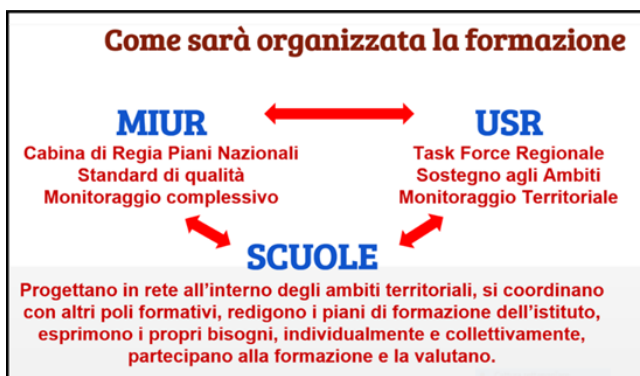 Come sarà organizzata la formazione
MIUR
Cabina di Regia Piani Nazionali
Standard di qualità
Monitoraggio complessivo
USR
Task Force Regionale
Sostegno agli Ambiti
Monitoraggio Territoriale
SCUOLE
Progettano in rete all'interno degli ambiti territoriali, si coordinano
con altri poli formativi, redigono i piani di formazione dell'istituto,
esprimono i propri bisogni, individualmente e collettivamente,
partecipano alla formazione e la valutano.